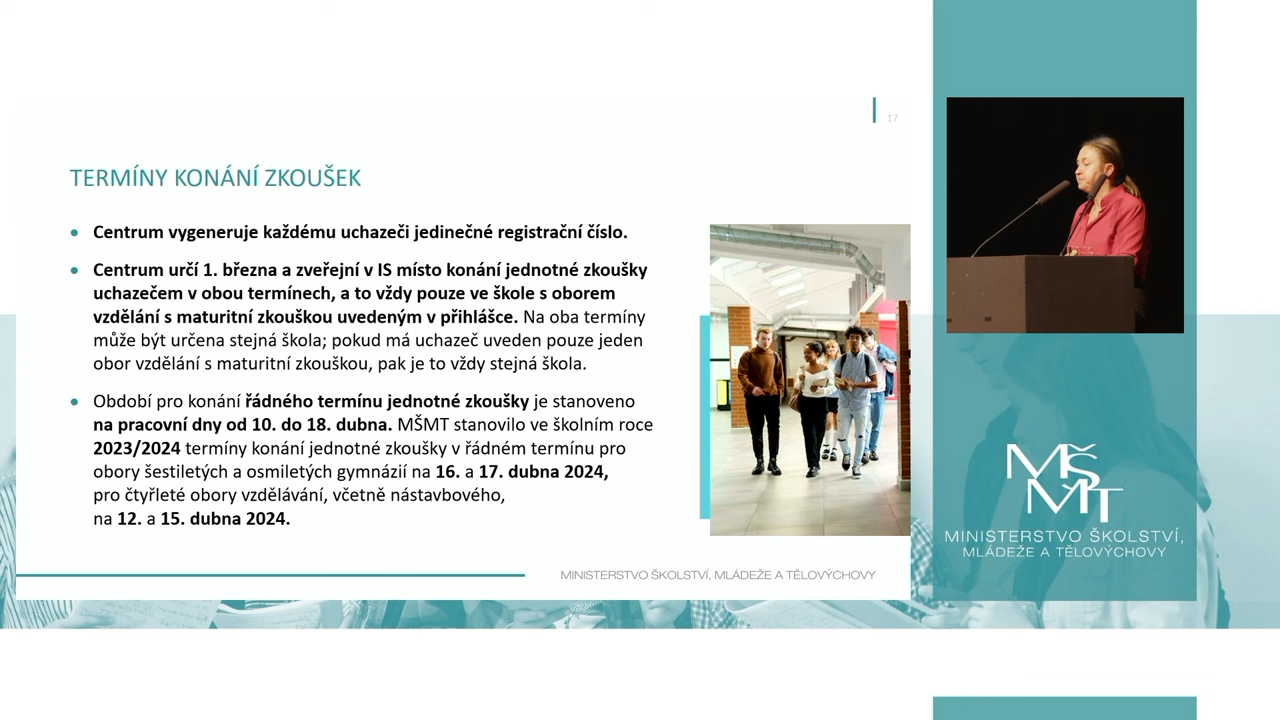 17
TERMÍNY KONÁNÍ ZKOUŠEK
• Centrum vygeneruje každému uchazeči jedinečné registrační číslo.
• Centrum určí 1. března a zveřejní v IS místo konání jednotné zkoušky
uchazečem v obou termínech, a to vždy pouze ve škole s oborem
vzdělání s maturitní zkouškou uvedeným v přihlášce. Na oba termíny
může být určena stejná škola; pokud má uchazeč uveden pouze jeden
obor vzdělání s maturitní zkouškou, pak je to vždy stejná škola.
• Období pro konání řádného termínu jednotné zkoušky je stanoveno
na pracovní dny od 10. do 18. dubna. MŠMT stanovilo ve školním roce
2023/2024 termíny konání jednotné zkoušky v řádném termínu pro
obory šestiletých a osmiletých gymnázií na 16. a 17. dubna 2024,
pro čtyřleté obory vzdělávání, včetně nástavbového,
na 12. a 15. dubna 2024.
MINISTERSTVO ŠKOLSTVÍ, MLÁDEŽE A TĚLOVÝCHOVY
MŠ
MT
MINISTERSTVO ŠKOLSTVÍ,
MLÁDEŽE A TĚLOVÝCHOVY